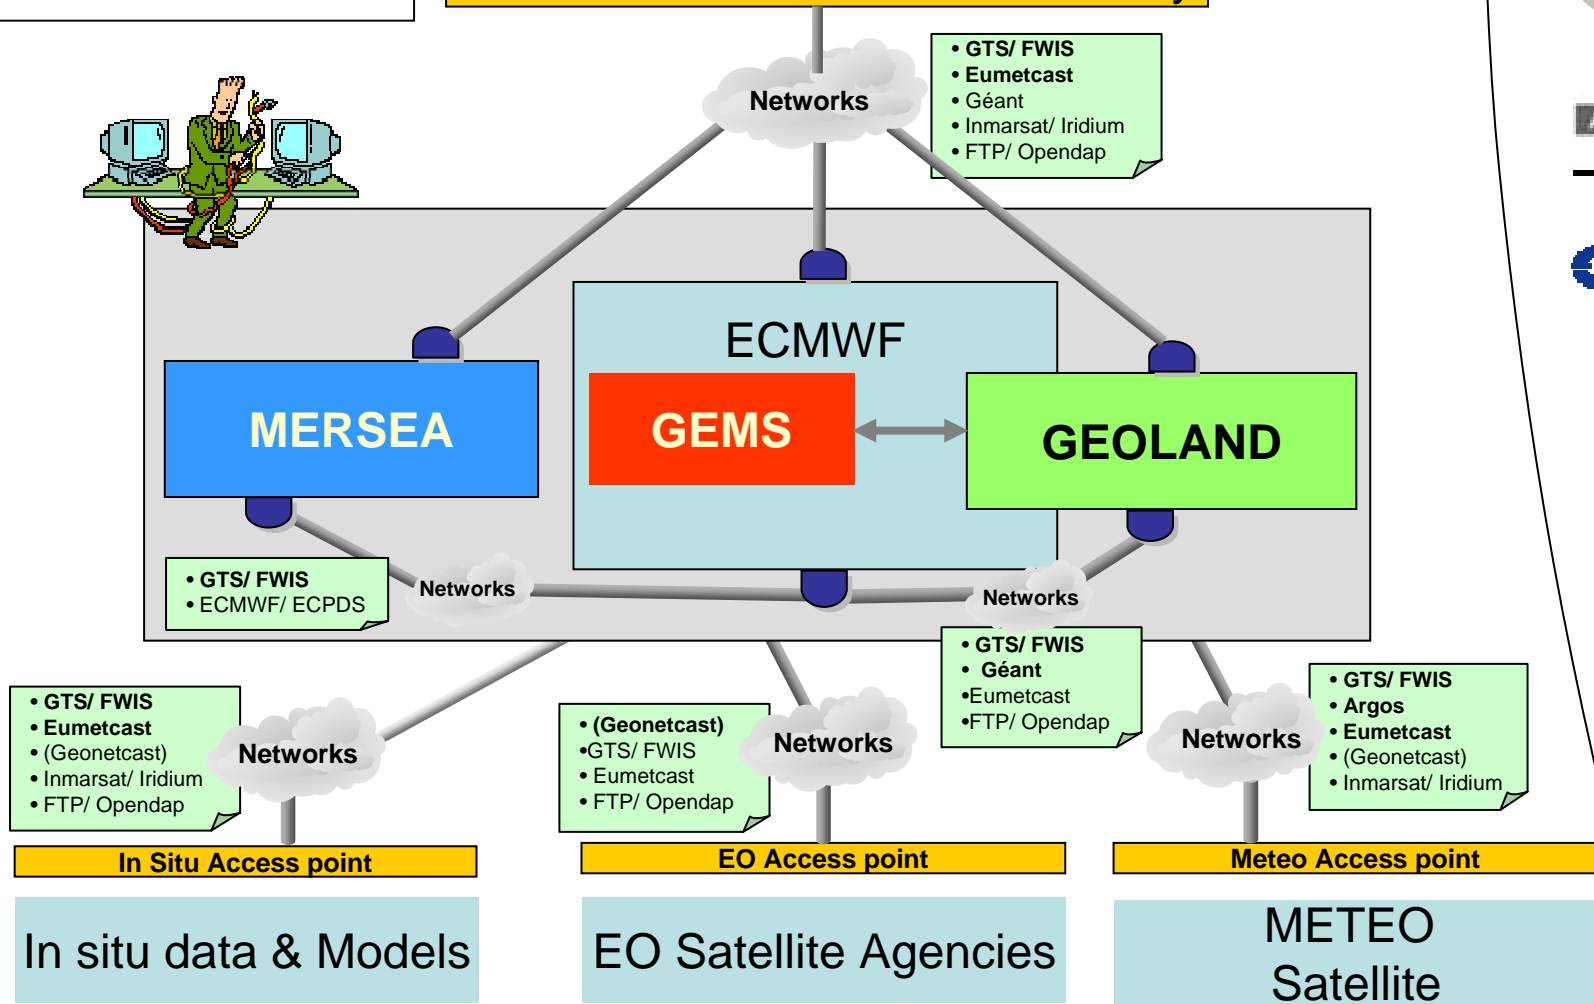 • GTS/ FWIS
• Eumetcast
• Géant
• Inmarsat/ Iridium
• FTP/ Opendap
Networks
ECMWF
MERSEA
GEMS
GEOLAND
• GTS/ FWIS
• ECMWF/ ECPDS
Networks
Networks
• GTS/ FWIS
• Géant
•Eumetcast
•FTP/ Opendap
• GTS/ FWIS
• Eumetcast
• (Geonetcast)
• Inmarsat/ Iridium
• FTP/ Opendap
Networks
• (Geonetcast)
•GTS/ FWIS
• Eumetcast
• FTP/ Opendap
Networks
Networks
• GTS/ FWIS
• Argos
• Eumetcast
• (Geonetcast)
• Inmarsat/ Iridium
In Situ Access point
EO Access point
Meteo Access point
In situ data & Models
EO Satellite Agencies
METEO
Satellite